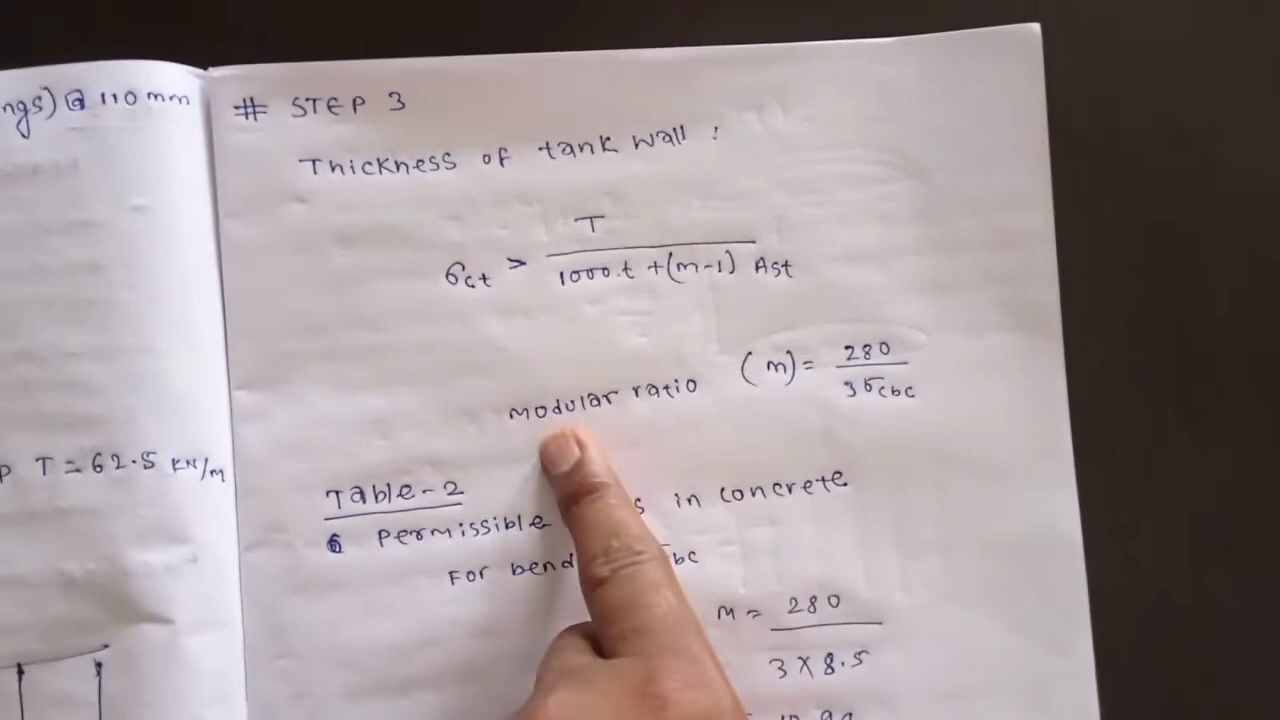 ngs) @ 110 mm
T = 62.5 KN/m
# STEP 3
Thickness of tank wall :
σct > T / 1000.t + (m-1) Ast
modular ratio (m) = 280 / 3σcbc
Table-2
Permissible in concrete
For bc
m = 280 / 3 X 8.5